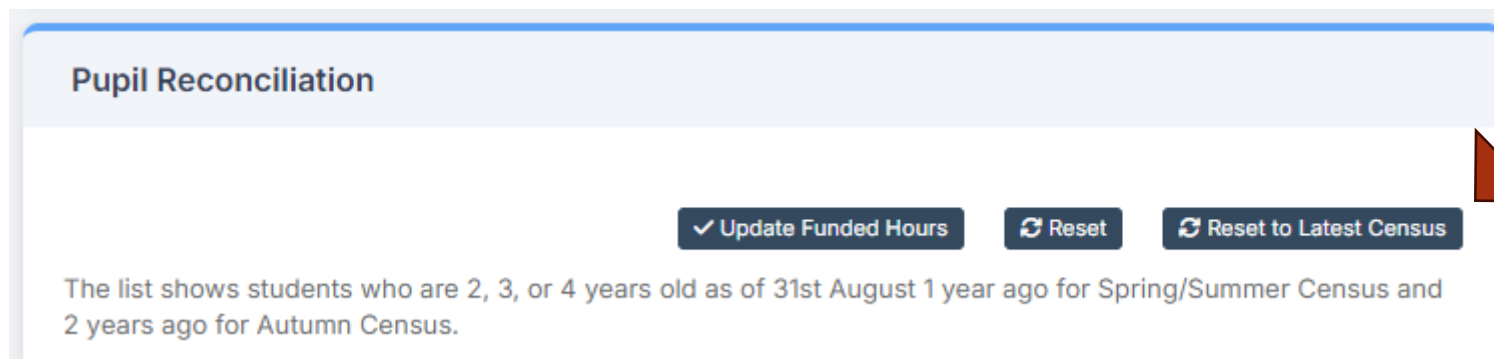 Pupil Reconciliation
Update Funded Hours Reset Reset to Latest Census
The list shows students who are 2, 3, or 4 years old as of 31st August 1 year ago for Spring/Summer Census and
2 years ago for Autumn Census.